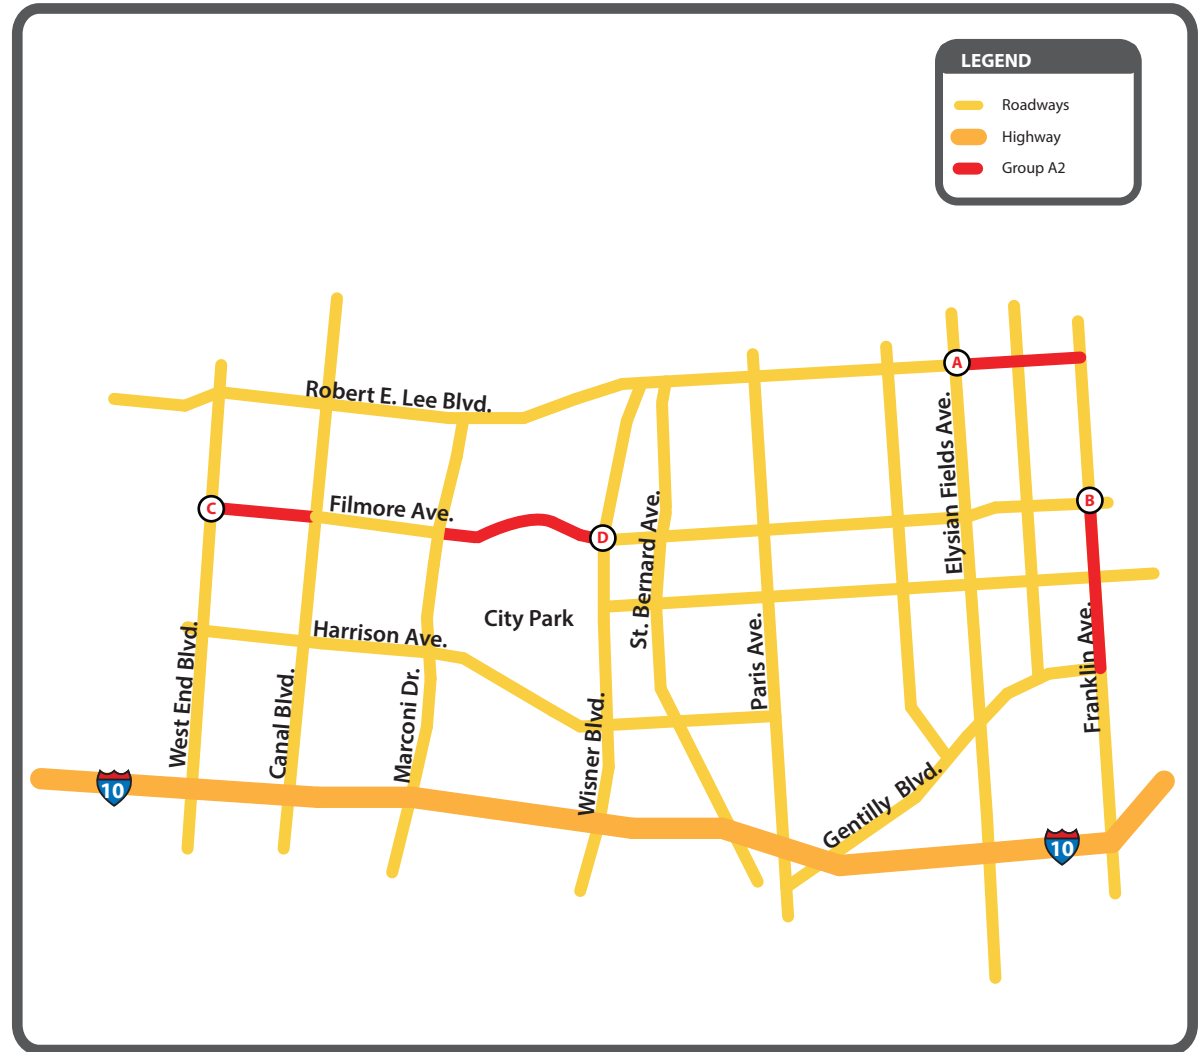 LEGEND
Roadways
Highway
Group A2
A
Robert E. Lee Blvd.
Elysian Fields Ave.
B
C
Filmore Ave.
D
St. Bernard Ave.
City Park
Harrison Ave.
West End Blvd.
Canal Blvd.
Marconi Dr.
Wisner Blvd.
Paris Ave.
Franklin Ave.
Gentilly Blvd.
10
10